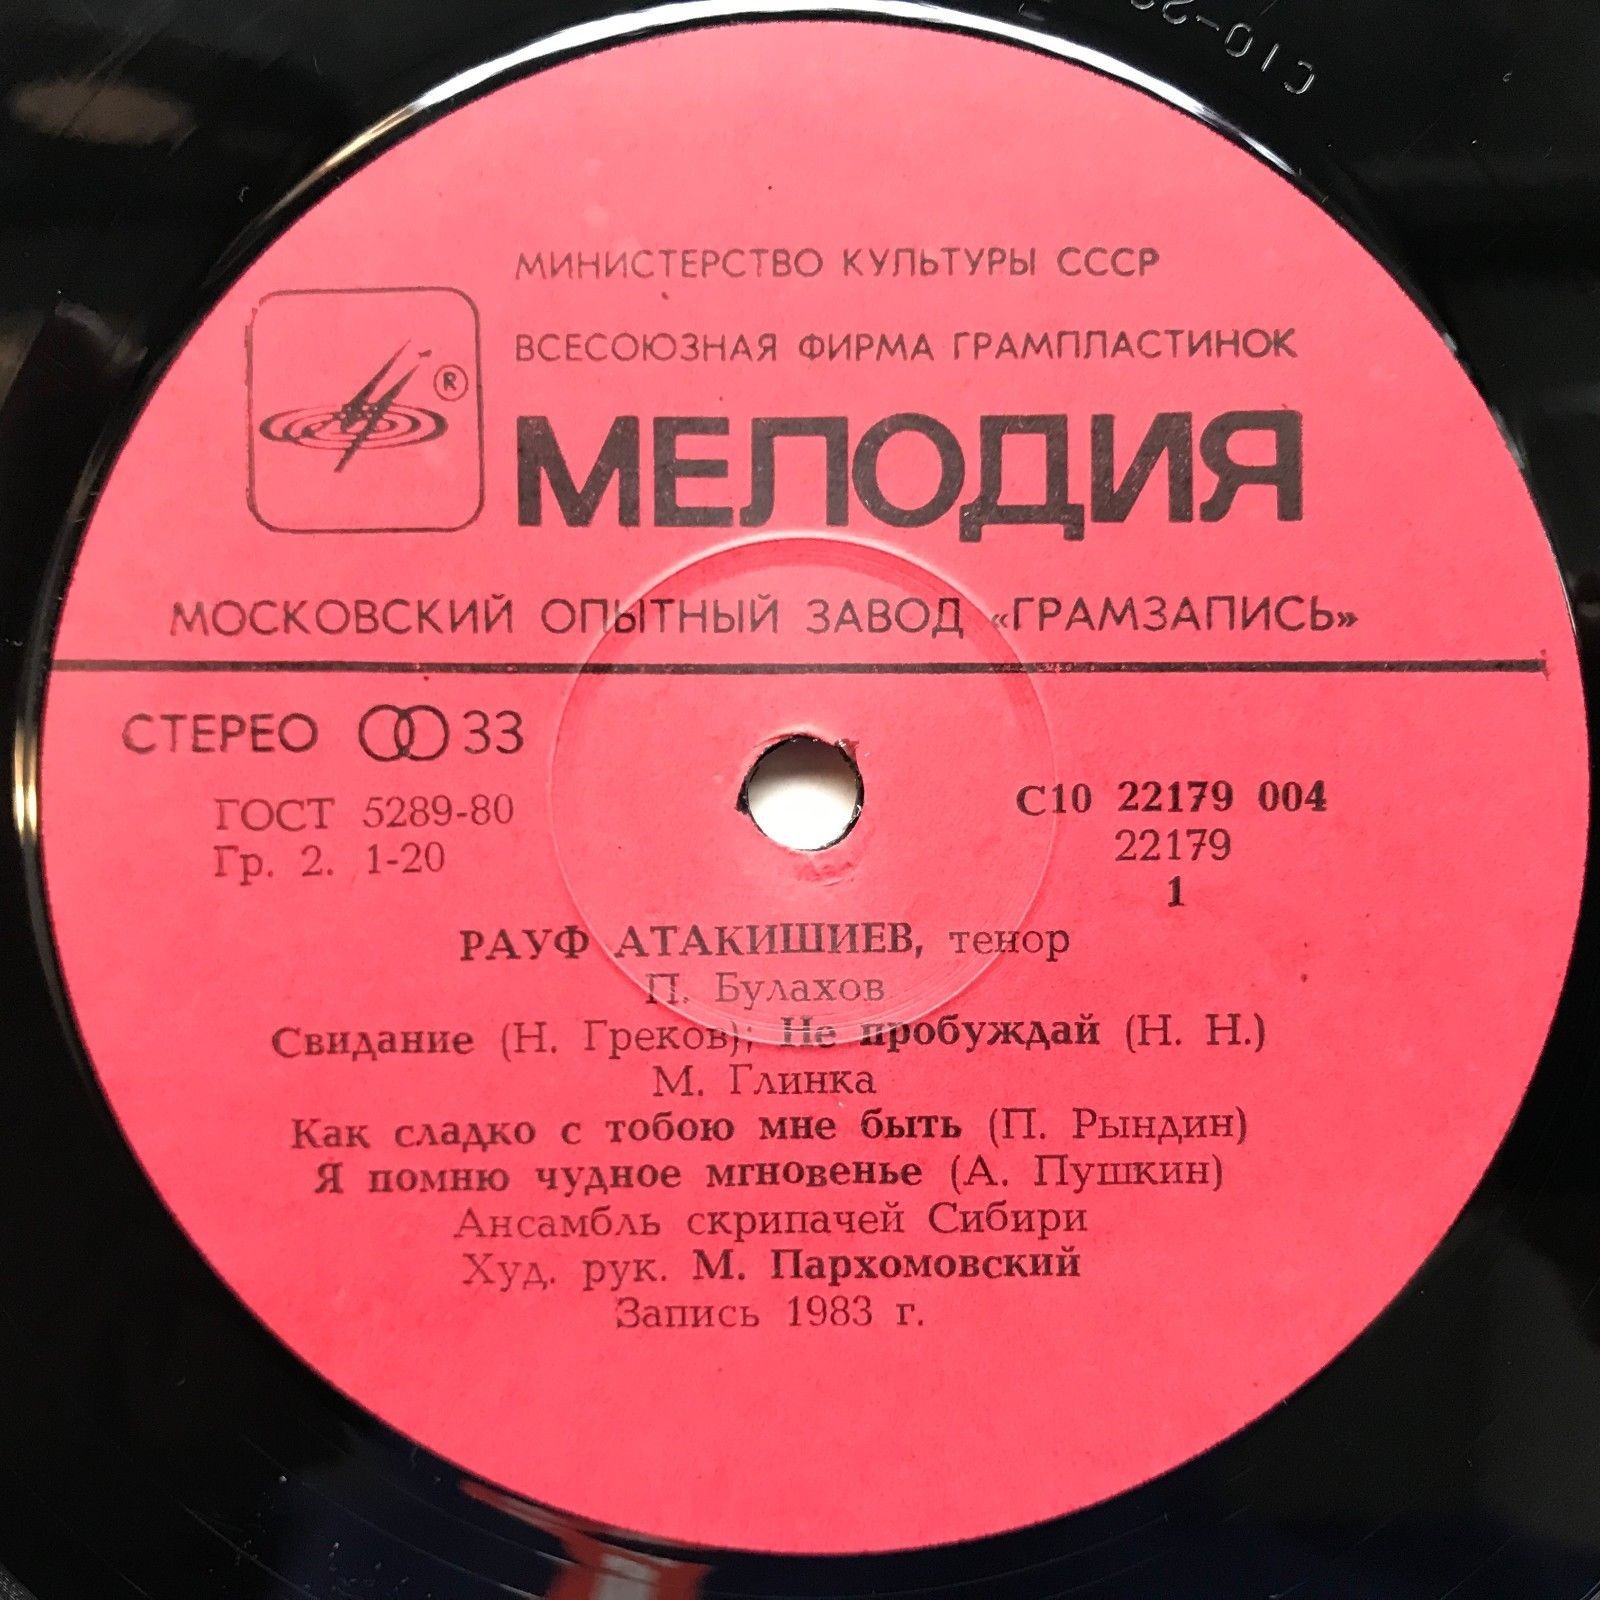 МИНИСТЕРСТВО КУЛЬТУРЫ СССР
ВСЕСОЮЗНАЯ ФИРМА ГРАМПЛАСТИНОК
®
МЕЛОДИЯ
МОСКОВСКИЙ ОПЫТНЫЙ ЗАВОД «ГРАМЗАПИСЬ»
СТЕРЕО 33
ГОСТ 5289-80
Гр. 2. 1-20
С10 22179 004
22179
1
РАУФ АТАКИШИЕВ, тенор
П. Булахов
Свидание (Н. Греков); Не пробуждай (Н. Н.)
М. Глинка
Как сладко с тобою мне быть (П. Рындин)
Я помню чудное мгновенье (А. Пушкин)
Ансамбль скрипачей Сибири
Худ. рук. М. Пархомовский
Запись 1983 г.